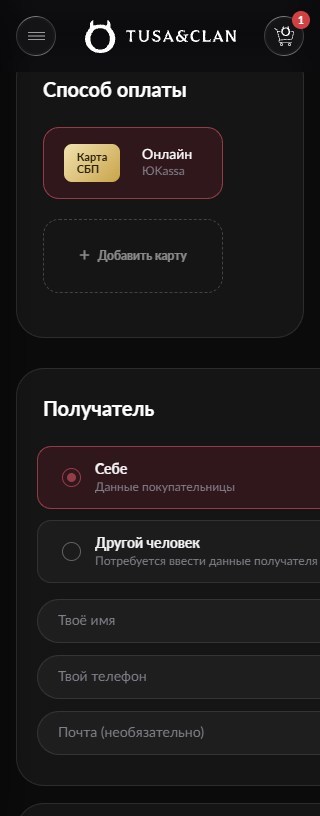 TUSA&CLAN
1
Способ оплаты
Карта
СБП
Онлайн
ЮKassa
+ Добавить карту
Получатель
Себе
Данные покупательницы
Другой человек
Потребуется ввести данные получателя
Твоё имя
Твой телефон
Почта (необязательно)